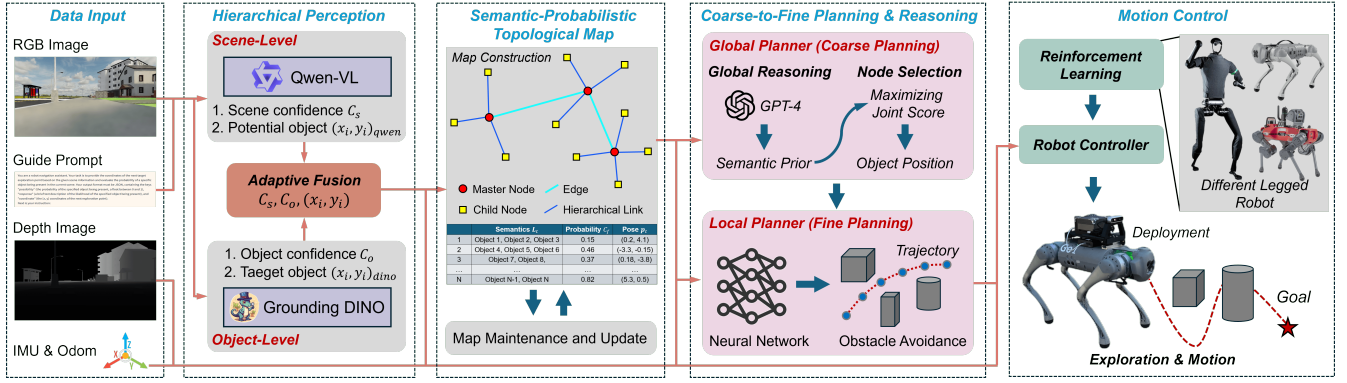 Data Input
RGB Image
Guide Prompt
Depth Image
IMU & Odom
X
Z
Y
Hierarchical Perception
Scene-Level
Qwen-VL
1. Scene confidence C_s
2. Potential object (x_i, y_i)_qwen
Adaptive Fusion
C_s, C_o, (x_i, y_i)
1. Object confidence C_o
2. Taeget object (x_i, y_i)_dino
Grounding DINO
Object-Level
Semantic-Probabilistic
Topological Map
Map Construction
Master Node
Edge
Child Node
Hierarchical Link
Semantics L_i Probability C_f Pose p_t
1 Object 1, Object 2, Object 3 0.15 (0.2, 4.1)
2 Object 4, Object 5, Object 6 0.46 (-3.3, -0.15)
3 Object 7, Object 8, 0.37 (0.18, -3.8)
... ... ... ...
N Object N-1, Object N 0.82 (5.3, 0.5)
Map Maintenance and Update
Coarse-to-Fine Planning & Reasoning
Global Planner (Coarse Planning)
Global Reasoning
GPT-4
Semantic Prior
Node Selection
Maximizing
Joint Score
Object Position
Local Planner (Fine Planning)
Trajectory
Neural Network
Obstacle Avoidance
Motion Control
Reinforcement
Learning
Robot Controller
Different Legged
Robot
Deployment
Goal
Exploration & Motion